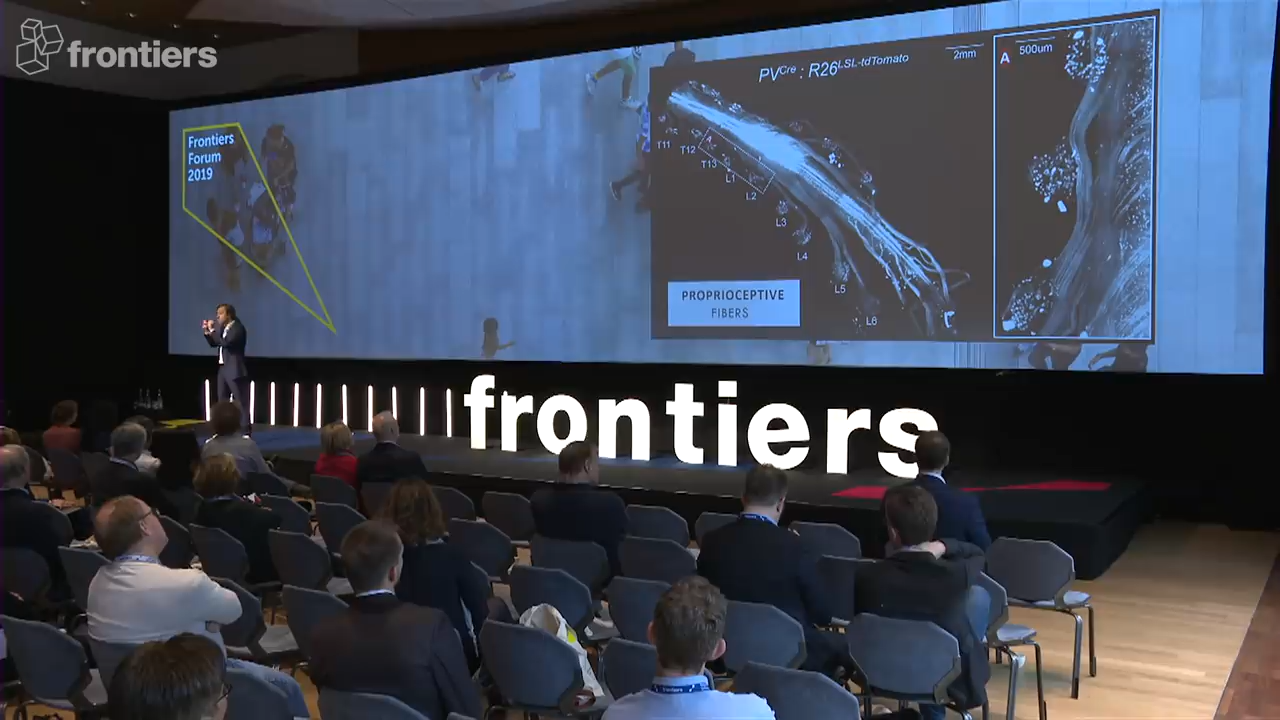 frontiers
Frontiers
Forum
2019
PVCre : R26LSL-tdTomato
2mm
A
500um
T11
T12
T13
L1
L2
L3
L4
L5
L6
PROPRIOCEPTIVE
FIBERS
frontiers
frontiers